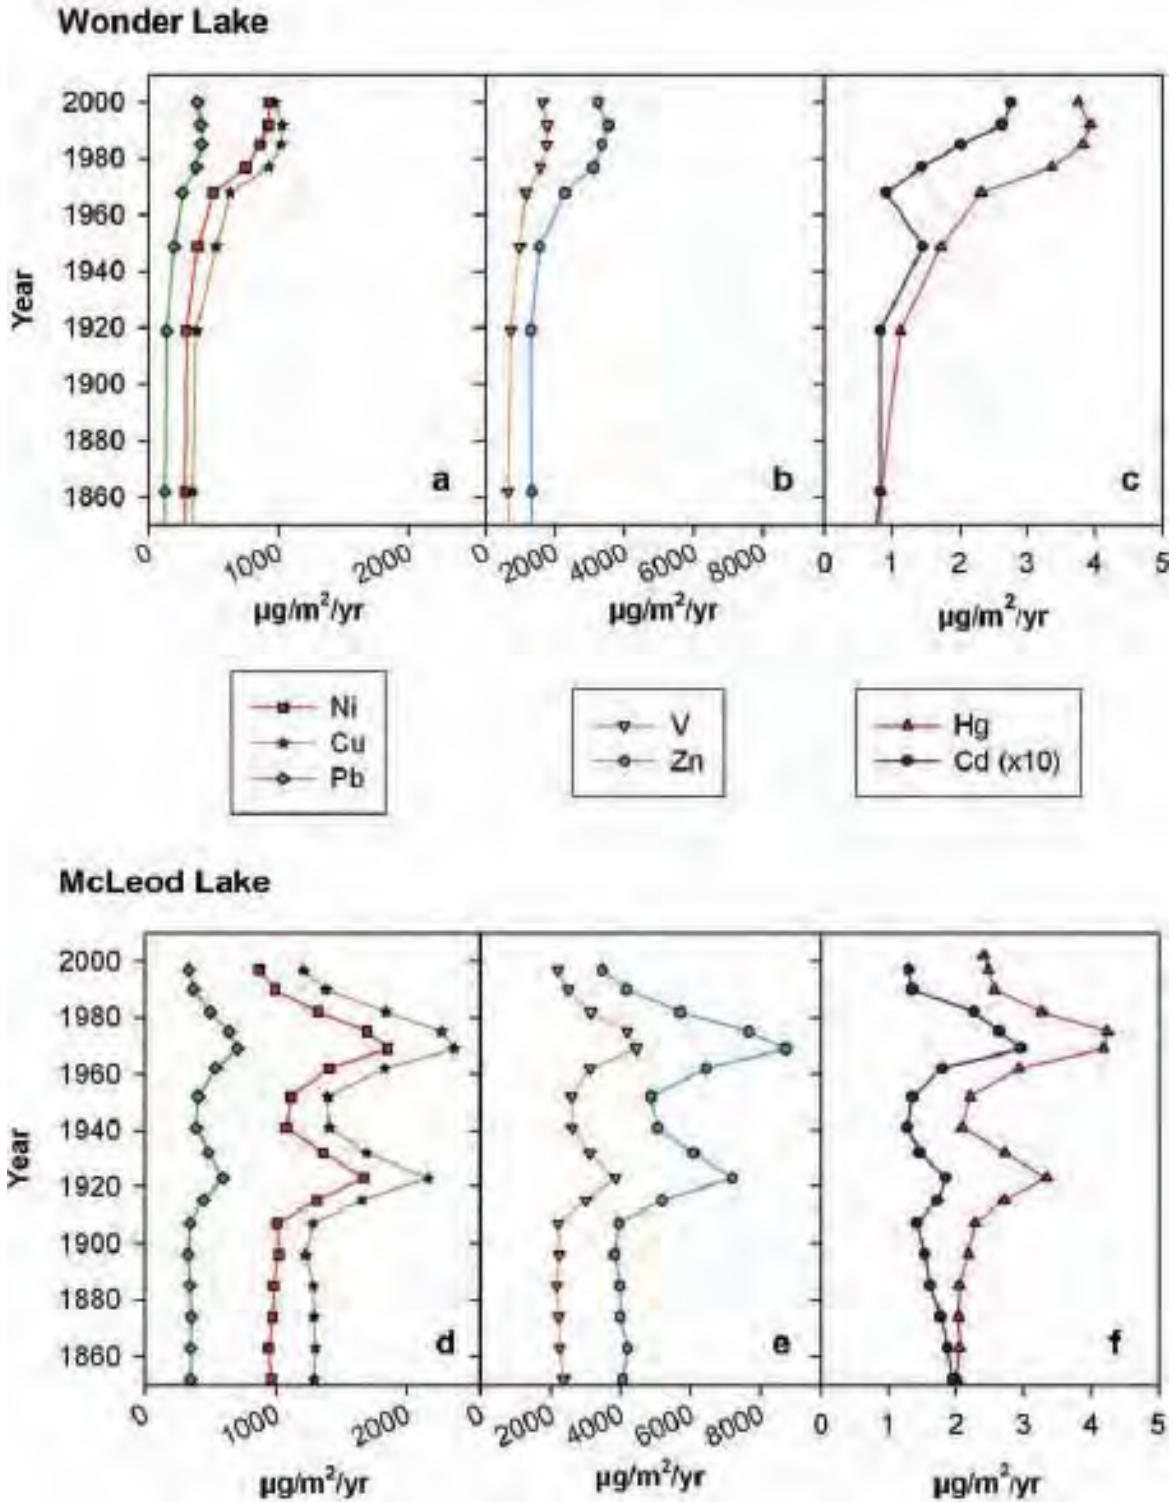 Wonder Lake
2000
1980
1960
1940
1920
1900
1880
1860
Year
a
b
c
0 1000 2000
0 2000 4000 6000 8000
0 1 2 3 4 5
µg/m²/yr
µg/m²/yr
µg/m²/yr
Ni
Cu
Pb
V
Zn
Hg
Cd (x10)
McLeod Lake
2000
1980
1960
1940
1920
1900
1880
1860
Year
d
e
f
0 1000 2000
0 2000 4000 6000 8000
0 1 2 3 4 5
µg/m²/yr
µg/m²/yr
µg/m²/yr